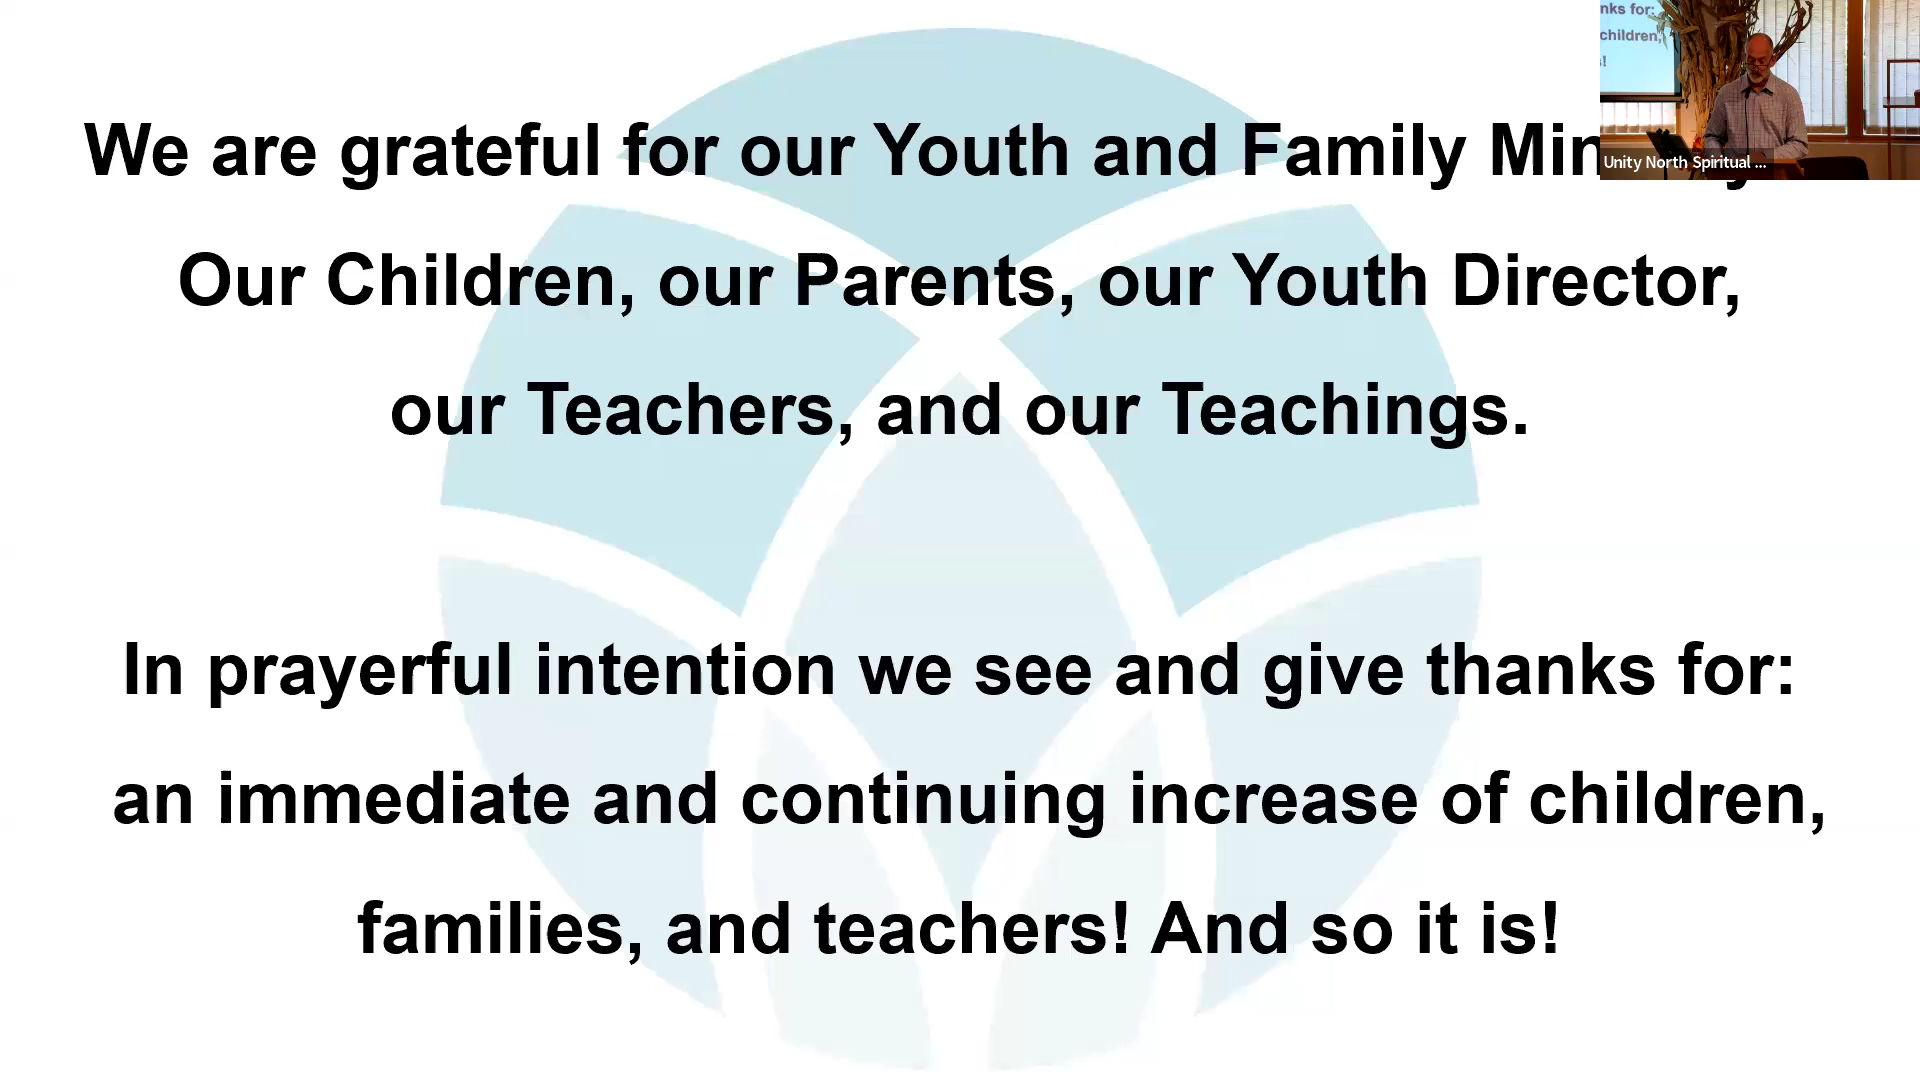 We are grateful for our Youth and Family
Our Children, our Parents, our Youth Director,
our Teachers, and our Teachings.
In prayerful intention we see and give thanks for:
an immediate and continuing increase of children,
families, and teachers! And so it is!
nks for:
children,
s!
Unity North Spiritual ...